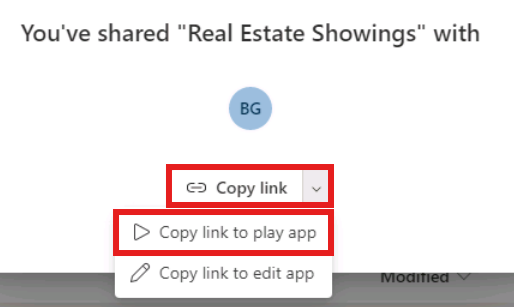 You've shared "Real Estate Showings" with
BG
Copy link
Copy link to play app
Copy link to edit app
Modified